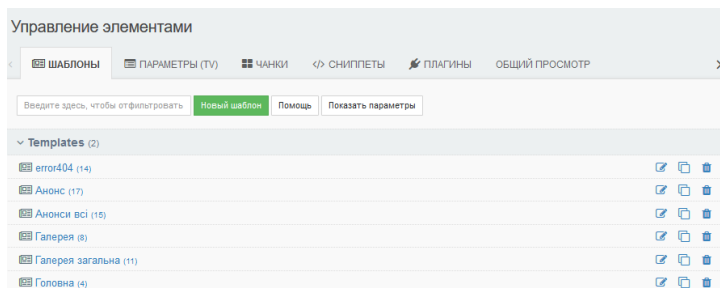 Управление элементами
ШАБЛОНЫ ПАРАМЕТРЫ (TV) ЧАНКИ </> СНИППЕТЫ ПЛАГИНЫ ОБЩИЙ ПРОСМОТР
Введите здесь, чтобы отфильтровать Новый шаблон Помощь Показать параметры
Templates (2)
error404 (14)
Анонс (17)
Анонси всі (15)
Галерея (8)
Галерея загальна (11)
Головна (4)